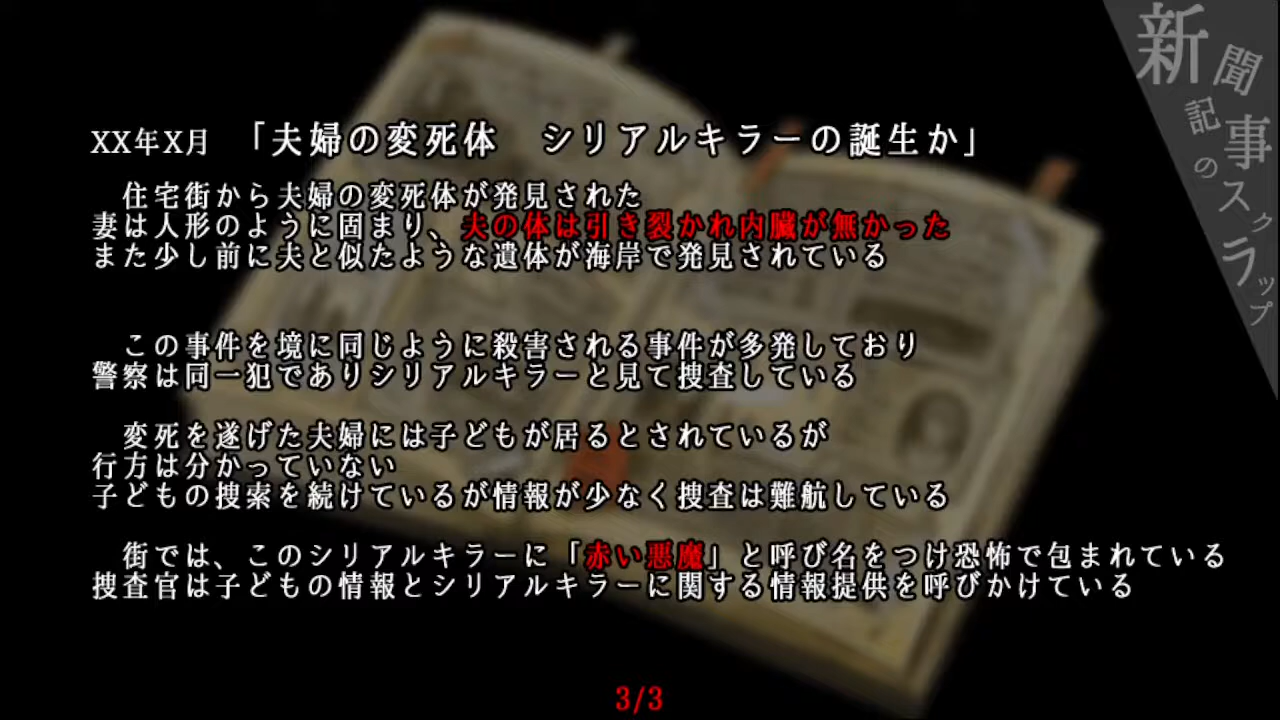 新聞記事のスクラップ
XX年X月 「夫婦の変死体　シリアルキラーの誕生か」
住宅街から夫婦の変死体が発見された
妻は人形のように固まり、夫の体は引き裂かれ内臓が無かった
また少し前に夫と似たような遺体が海岸で発見されている
この事件を境に同じように殺害される事件が多発しており
警察は同一犯でありシリアルキラーと見て捜査している
変死を遂げた夫婦には子どもが居るとされているが
行方は分かっていない
子どもの捜索を続けているが情報が少なく捜査は難航している
街では、このシリアルキラーに「赤い悪魔」と呼び名をつけ恐怖で包まれている
捜査官は子どもの情報とシリアルキラーに関する情報提供を呼びかけている
3/3